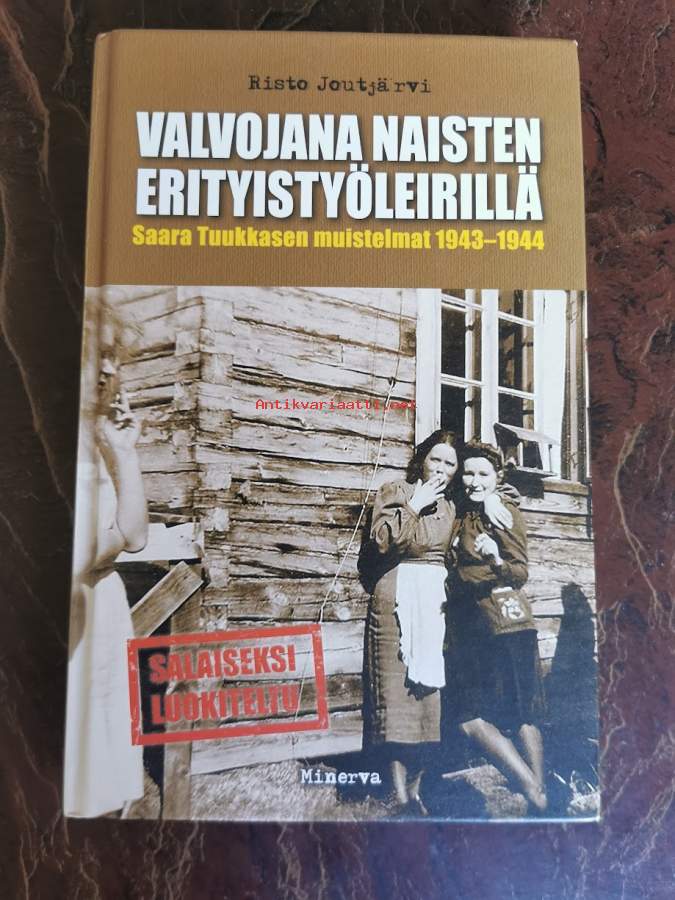 Risto Joutjärvi
VALVOJANA NAISTEN
ERITYISTYÖLEIRILLÄ
Saara Tuukkasen muistelmat 1943–1944
Antikvariaatti.net
SALAISEKSI
LUOKITELTU
Minerva